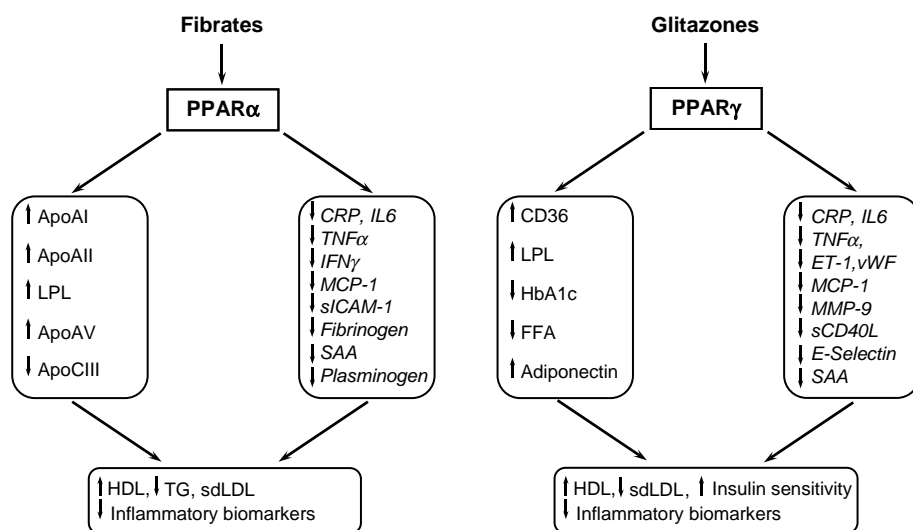 Fibrates
PPARα
↑ ApoAI
↑ ApoAII
↑ LPL
↑ ApoAV
↓ ApoCIII
↓ CRP, IL6
↓ TNFα
↓ IFNγ
↓ MCP-1
↓ sICAM-1
↓ Fibrinogen
↓ SAA
↓ Plasminogen
↑ HDL, ↓ TG, sdLDL
↓ Inflammatory biomarkers
Glitazones
PPARγ
↑ CD36
↑ LPL
↓ HbA1c
↓ FFA
↑ Adiponectin
↓ CRP, IL6
↓ TNFα,
↓ ET-1,vWF
↓ MCP-1
↓ MMP-9
↓ sCD40L
↓ E-Selectin
↓ SAA
↑ HDL, ↓ sdLDL, ↑ Insulin sensitivity
↓ Inflammatory biomarkers